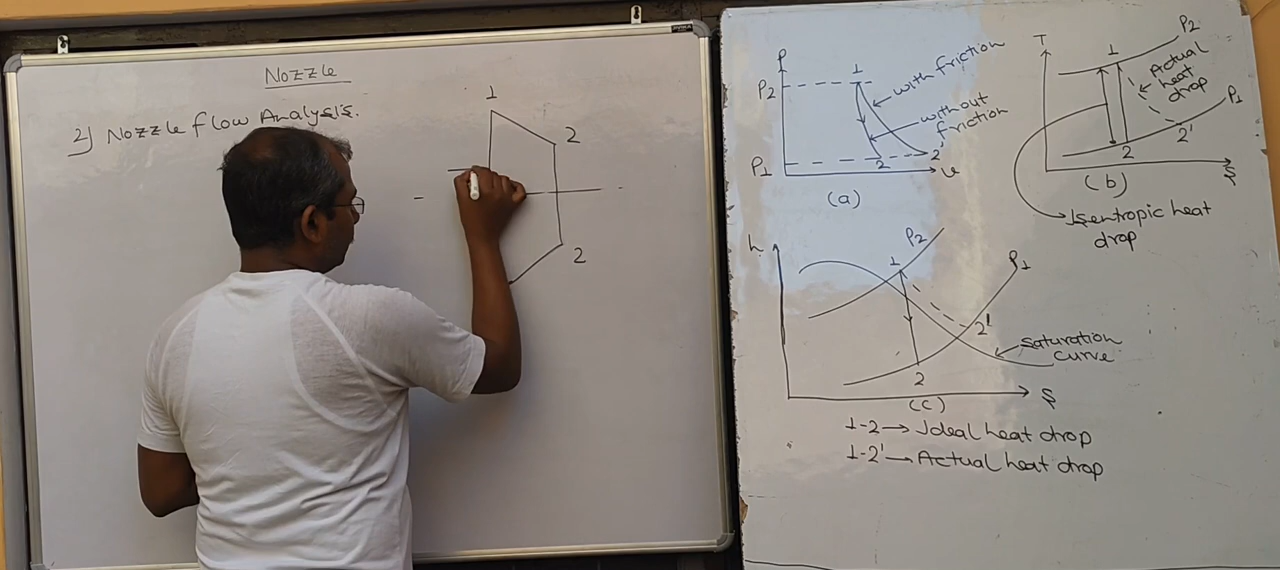 Nozzle
2) Nozzle flow Analysis.
1
2
2
P
P2
1
with friction
without
friction
P1
2
2'
v
(a)
T
1
P2
Actual
heat
drop
P1
2'
2
S
(b)
Isentropic heat
drop
h
P2
1
P1
2'
saturation
curve
2
S
(c)
1-2→ Ideal heat drop
1-2'→ Actual heat drop